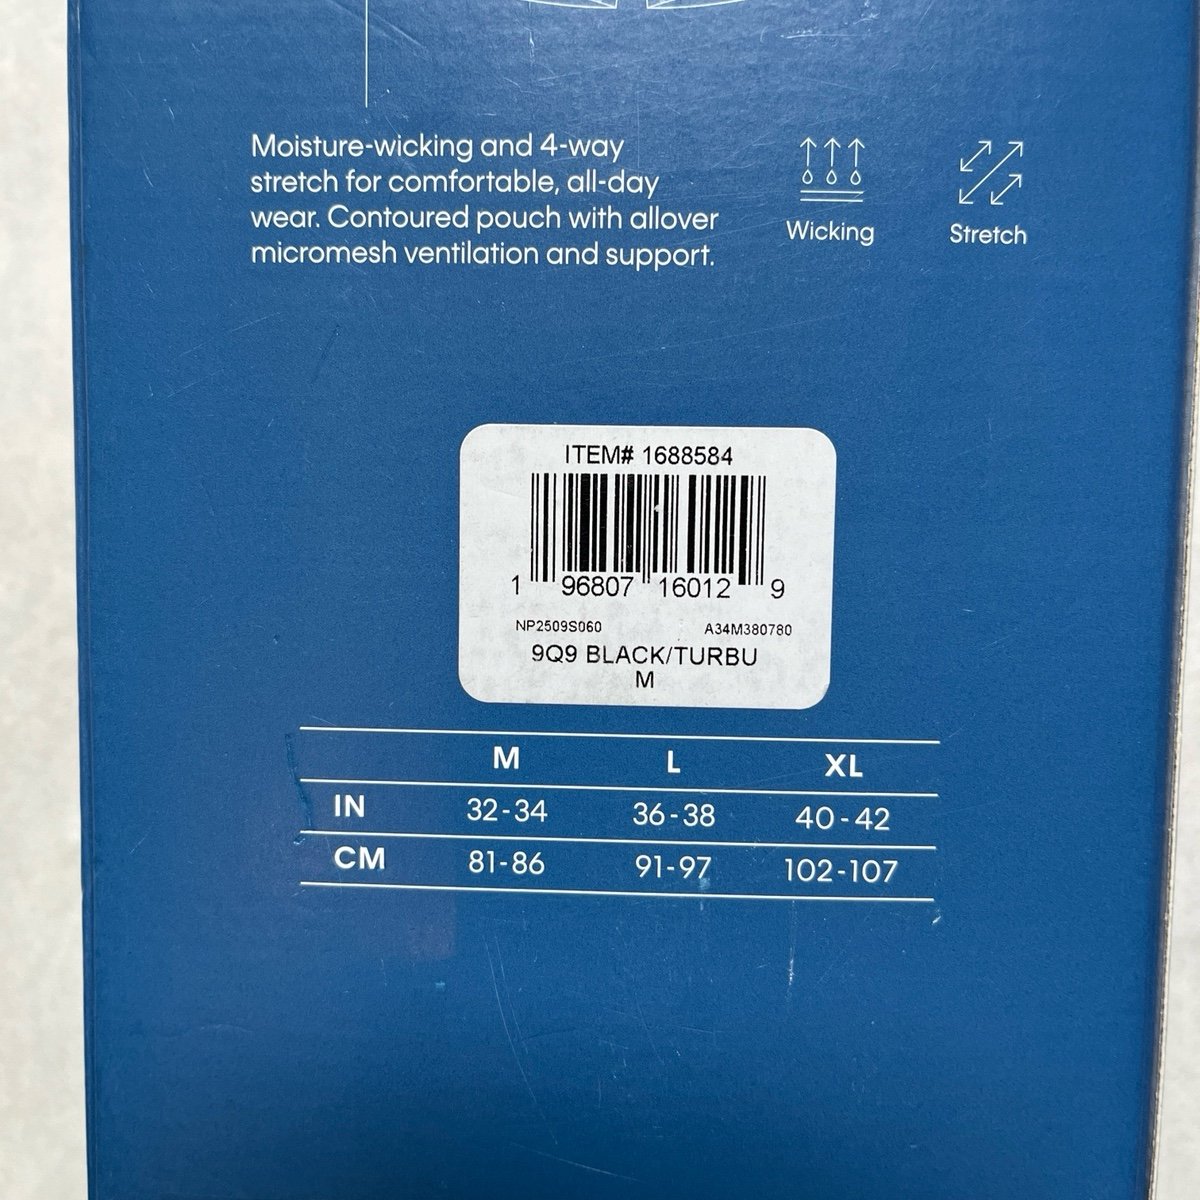 Moisture-wicking and 4-way
stretch for comfortable, all-day
wear. Contoured pouch with allover
micromesh ventilation and support.
Wicking
Stretch
ITEM# 1688584
1 96807 16012 9
NP2509S060 A34M380780
9Q9 BLACK/TURBU
M
M L XL
IN 32-34 36-38 40-42
CM 81-86 91-97 102-107